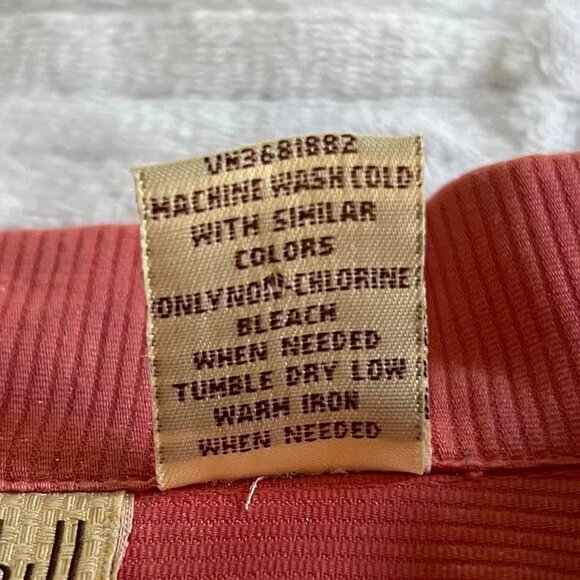 VN3681882
MACHINE WASH COLD
WITH SIMILAR
COLORS
ONLY NON-CHLORINE
BLEACH
WHEN NEEDED
TUMBLE DRY LOW
WARM IRON
WHEN NEEDED